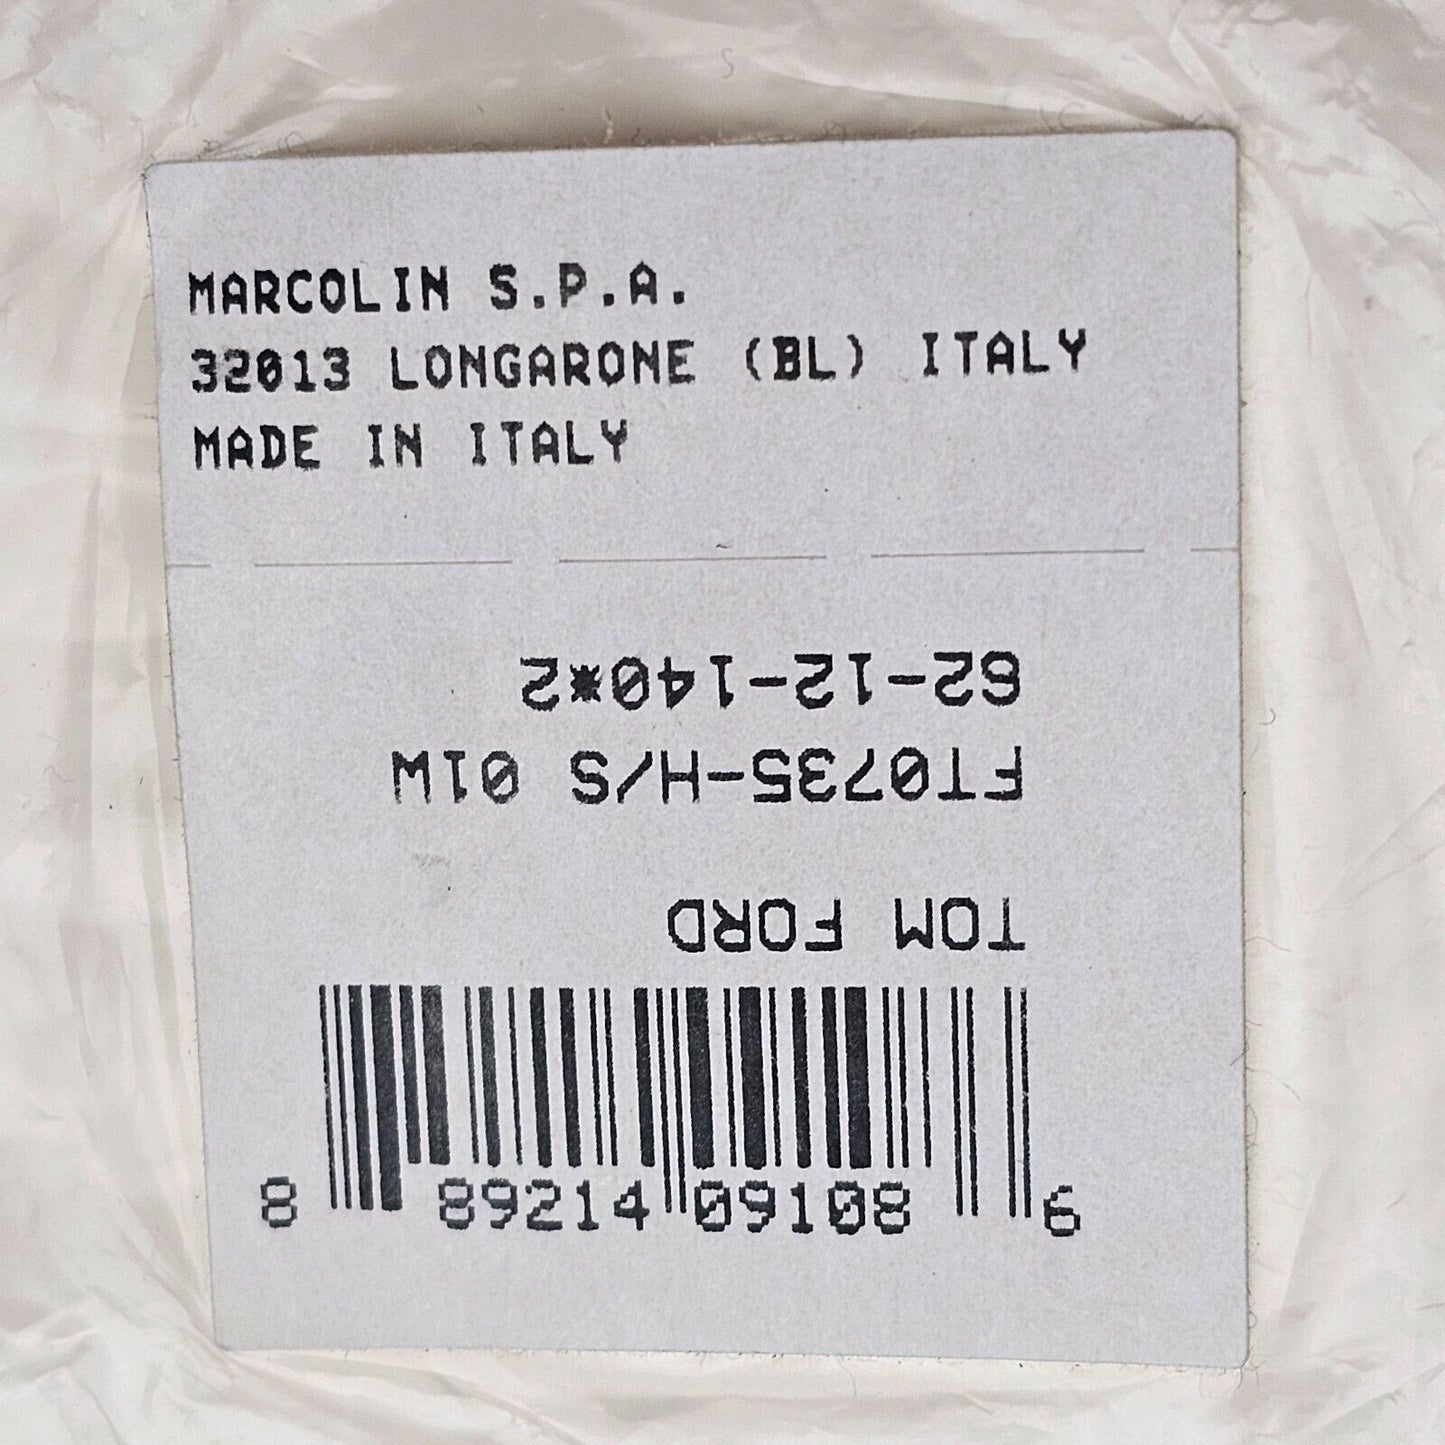 MARCOLIN S.P.A.
32013 LONGARONE (BL) ITALY
MADE IN ITALY
TOM FORD
FT0735-H/S 01W
62-12-140*2
8 89214 09108 6